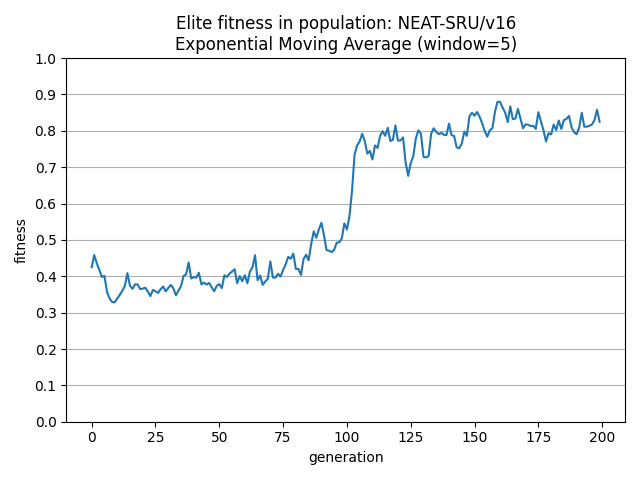 Elite fitness in population: NEAT-SRU/v16
Exponential Moving Average (window=5)
1.0
0.9
0.8
0.7
0.6
0.5
0.4
0.3
0.2
0.1
0.0
fitness
0 25 50 75 100 125 150 175 200
generation